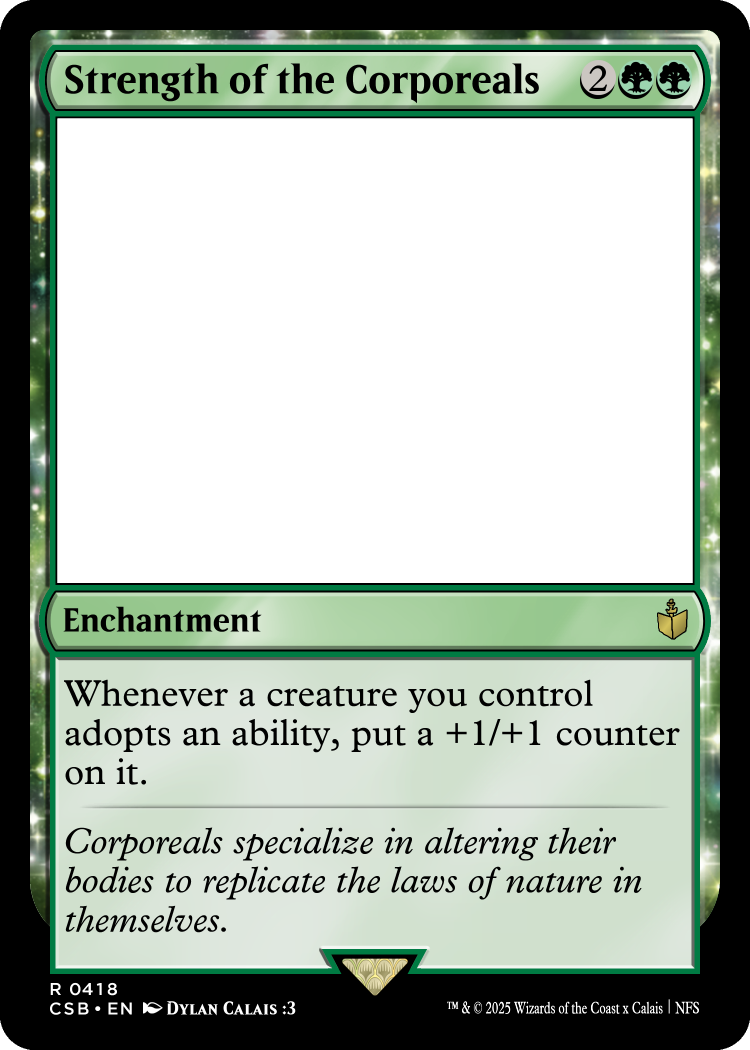 Strength of the Corporeals 2
Enchantment
Whenever a creature you control
adopts an ability, put a +1/+1 counter
on it.
Corporeals specialize in altering their
bodies to replicate the laws of nature in
themselves.
R 0418
CSB • EN Dylan Calais :3
™ & © 2025 Wizards of the Coast x Calais | NFS